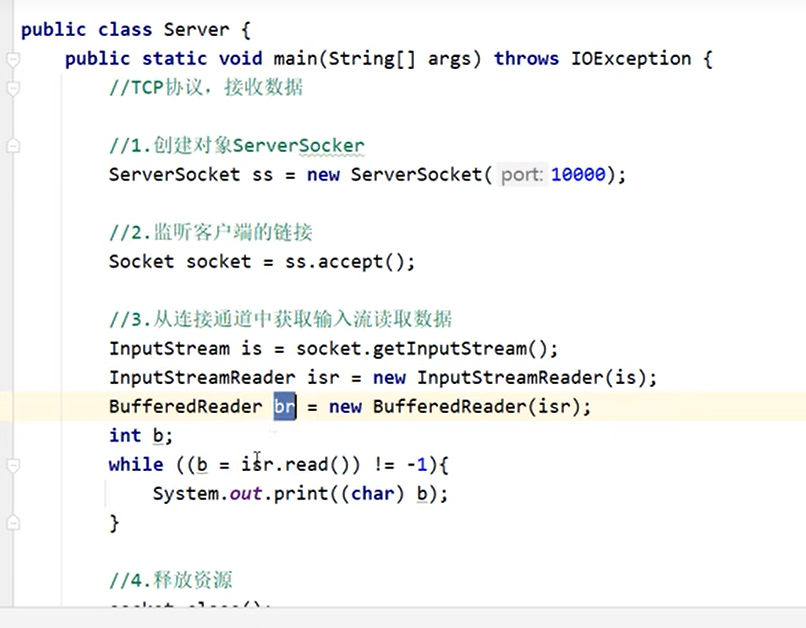 public class Server {
public static void main(String[] args) throws IOException {
//TCP协议，接收数据
//1.创建对象ServerSocker
ServerSocket ss = new ServerSocket( port: 10000);
//2.监听客户端的链接
Socket socket = ss.accept();
//3.从连接通道中获取输入流读取数据
InputStream is = socket.getInputStream();
InputStreamReader isr = new InputStreamReader(is);
BufferedReader br = new BufferedReader(isr);
int b;
while ((b = isr.read()) != -1){
System.out.print((char) b);
}
//4.释放资源